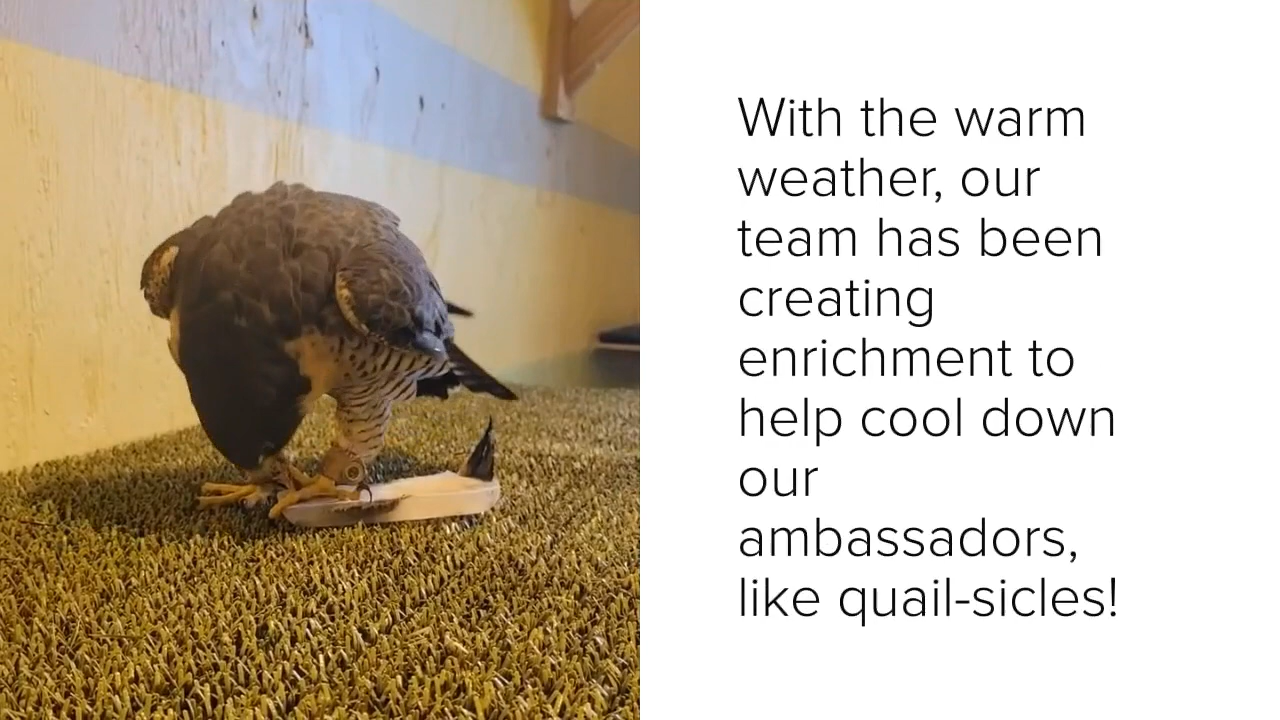 With the warm
weather, our
team has been
creating
enrichment to
help cool down
our
ambassadors,
like quail-sicles!